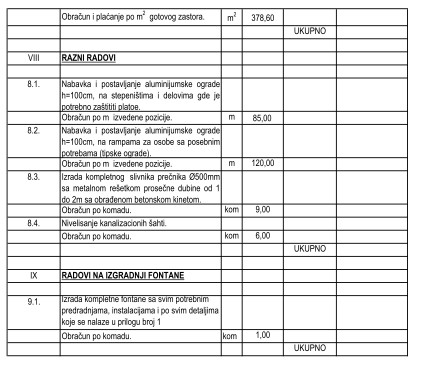 Obračun i plaćanje po m² gotovog zastora. m² 378,60
UKUPNO
VIII RAZNI RADOVI
8.1. Nabavka i postavljanje aluminijumske ograde
h=100cm, na stepeništima i delovima gde je
potrebno zaštititi platoe.
Obračun po m izvedene pozicije. m 85,00
8.2. Nabavka i postavljanje aluminijumske ograde
h=100cm, na rampama za osobe sa posebnim
potrebama (tipske ograde).
Obračun po m izvedene pozicije. m 120,00
8.3. Izrada kompletnog slivnika prečnika Ø500mm
sa metalnom rešetkom prosečne dubine od 1
do 2m sa obrađenom betonskom kinetom.
Obračun po komadu. kom 9,00
8.4. Nivelisanje kanalizacionih šahti.
Obračun po komadu. kom 6,00
UKUPNO
IX RADOVI NA IZGRADNJI FONTANE
9.1. Izrada kompletne fontane sa svim potrebnim
predradnjama, instalacijama i po svim detaljima
koje se nalaze u prilogu broj 1
Obračun po komadu. kom 1,00
UKUPNO